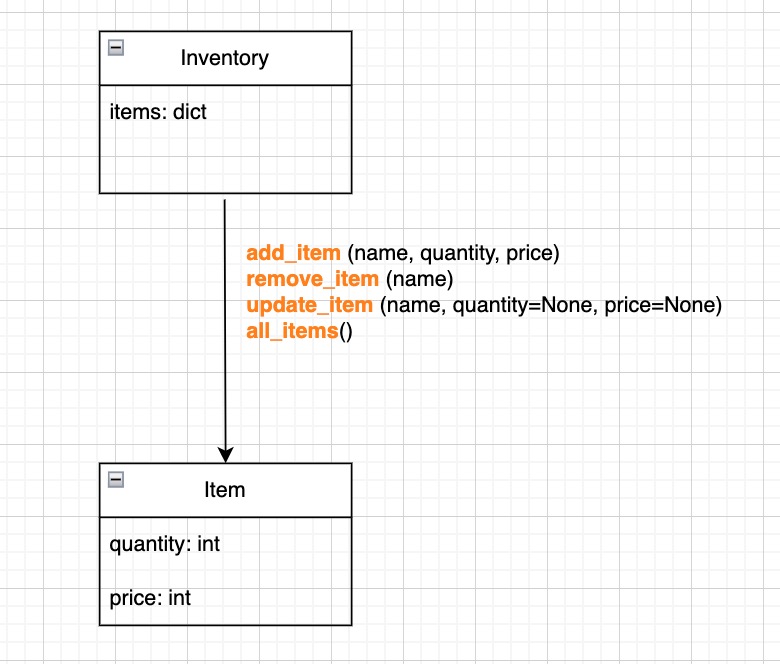 Inventory
items: dict
add_item (name, quantity, price)
remove_item (name)
update_item (name, quantity=None, price=None)
all_items()
Item
quantity: int
price: int